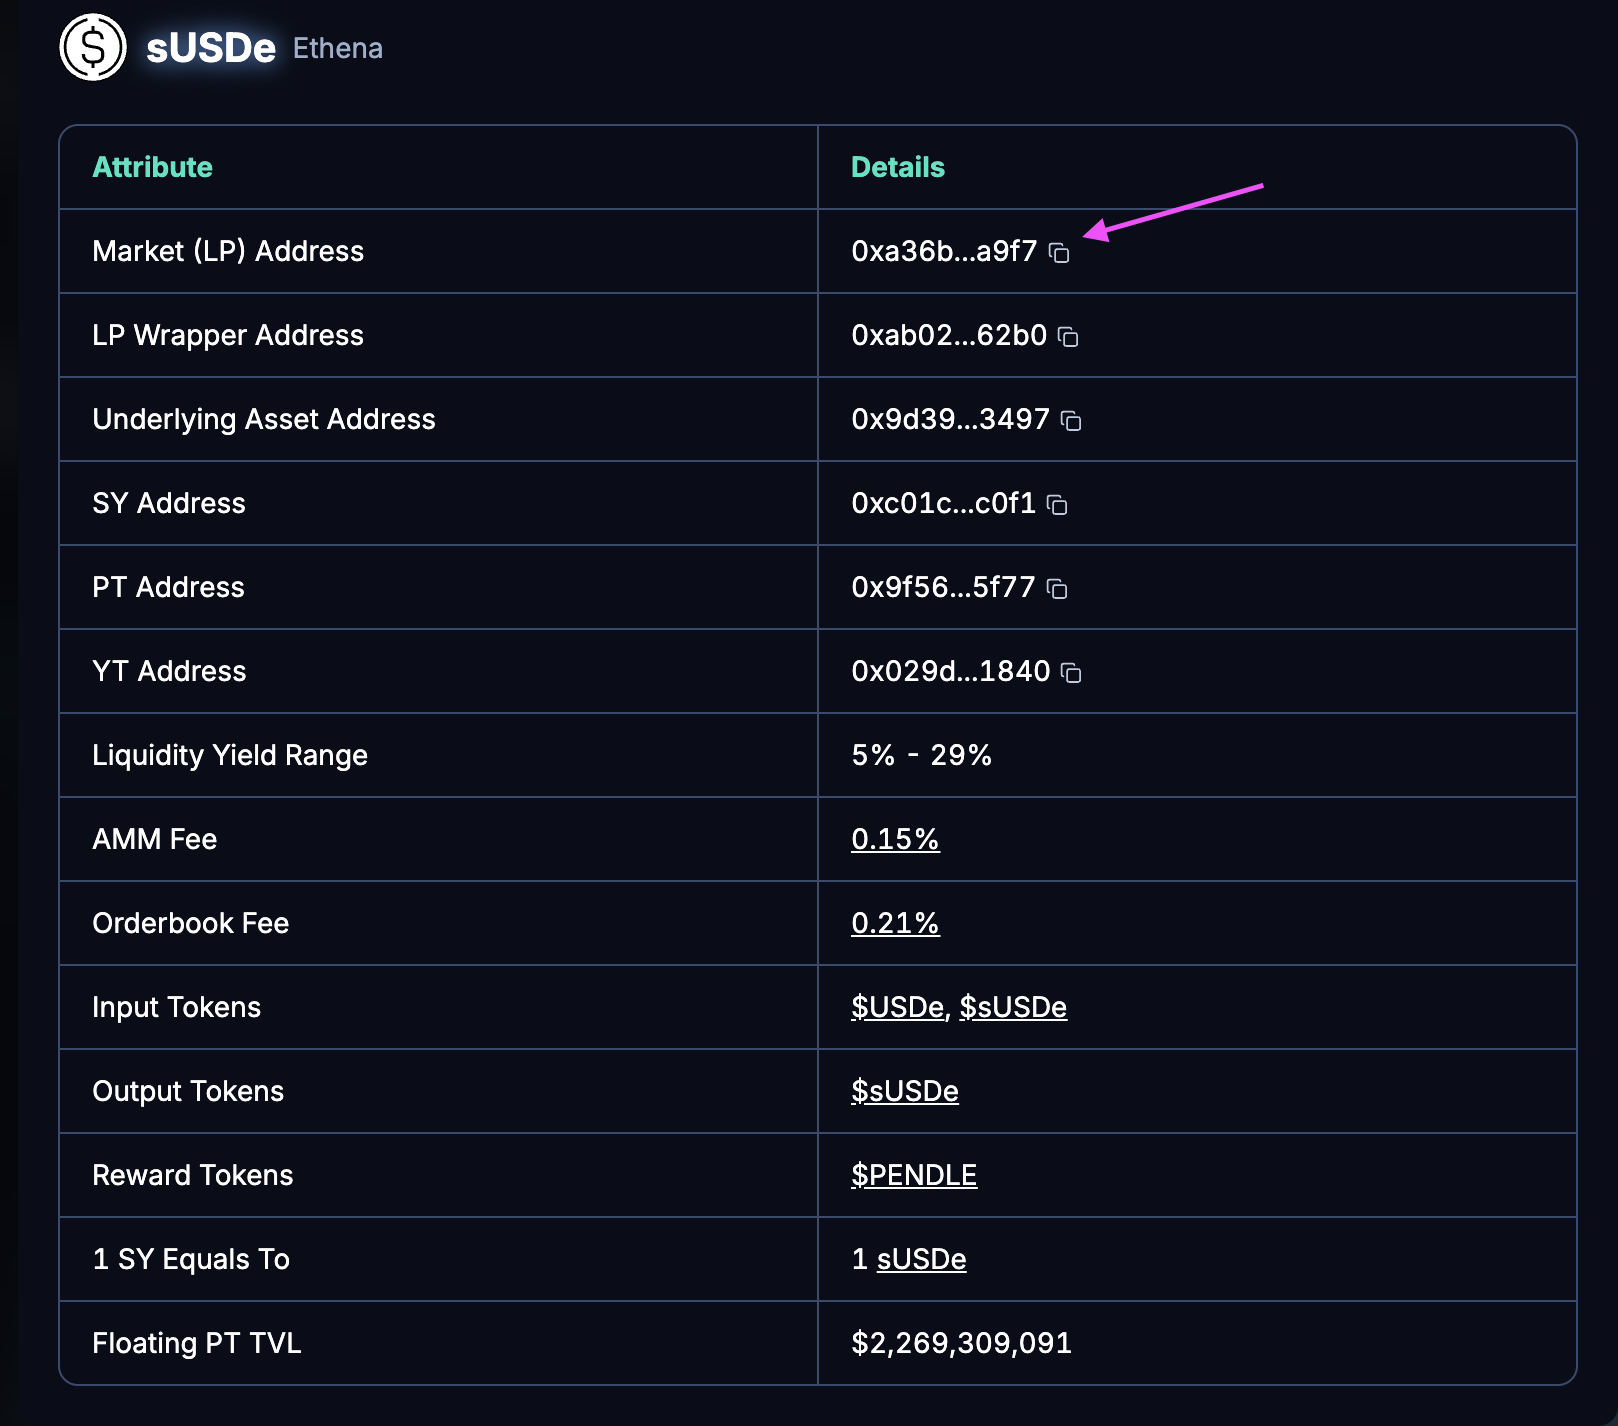 sUSDe Ethena
Attribute Details
Market (LP) Address 0xa36b...a9f7
LP Wrapper Address 0xab02...62b0
Underlying Asset Address 0x9d39...3497
SY Address 0xc01c...c0f1
PT Address 0x9f56...5f77
YT Address 0x029d...1840
Liquidity Yield Range 5% - 29%
AMM Fee 0.15%
Orderbook Fee 0.21%
Input Tokens $USDe, $sUSDe
Output Tokens $sUSDe
Reward Tokens $PENDLE
1 SY Equals To 1 sUSDe
Floating PT TVL $2,269,309,091